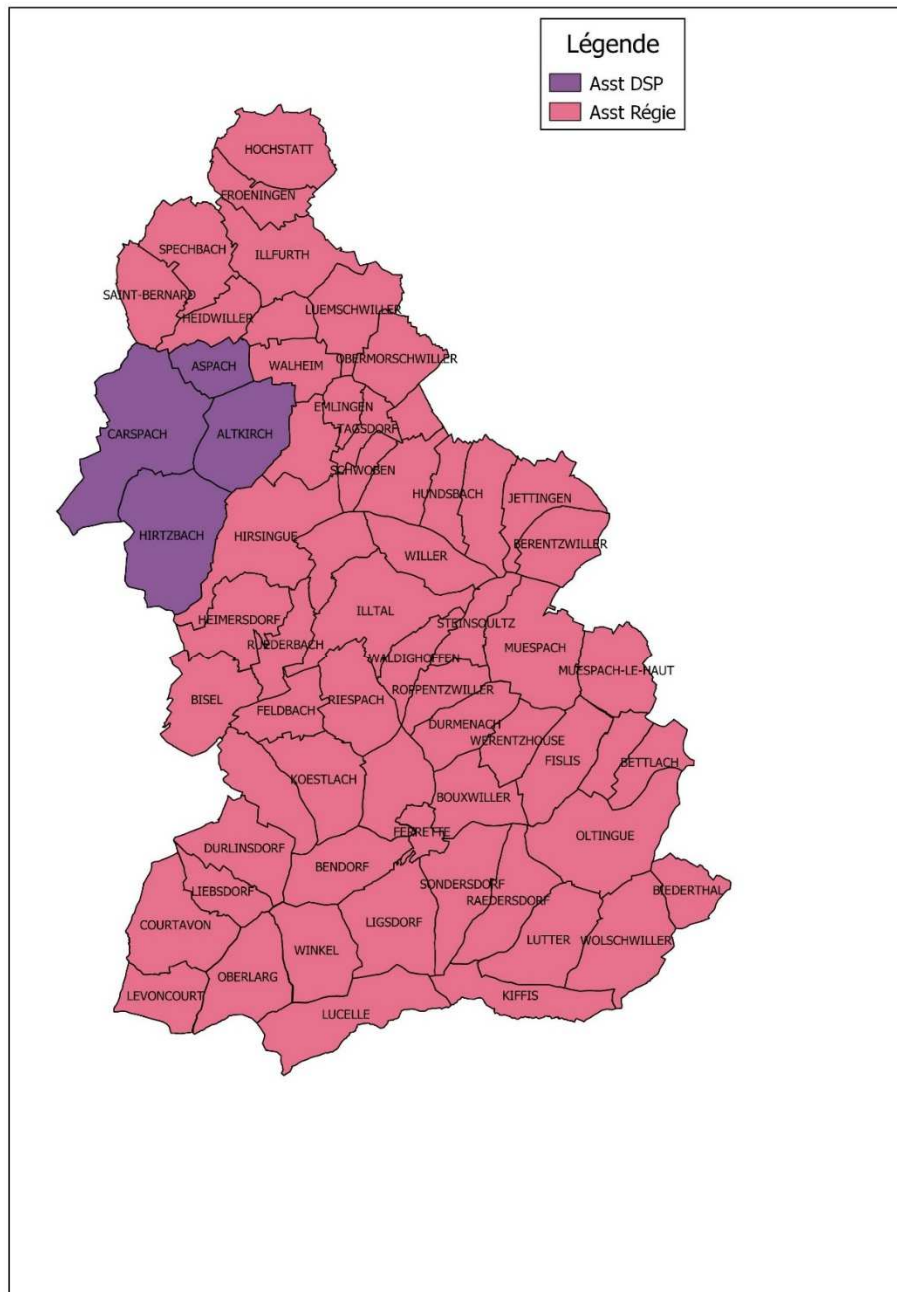 Légende
Asst DSP
Asst Régie
HOCHSTATT
FROENINGEN
SPECHBACH
ILLFURTH
SAINT-BERNARD
LUEMSCHWILLER
HEIDWILLER
OBERMORSCHWILLER
ASPACH
WALHEIM
EMLINGEN
TAGSDORF
CARSPACH
ALTKIRCH
SCHWOBEN
HUNDSBACH
JETTINGEN
HIRTZBACH
HIRSINGUE
BERENTZWILLER
WILLER
ILLTAL
HEIMERSDORF
STEINSOULTZ
RUEDERBACH
MUESPACH
WALDIGHOFFEN
MUESPACH-LE-HAUT
ROPPENTZWILLER
BISEL
RIESPACH
FELDBACH
DURMENACH
WERENTZHOUSE
FISLIS
BETTLACH
KOESTLACH
BOUXWILLER
FERRETTE
OLTINGUE
DURLINSDORF
BENDORF
SONDERSDORF
LIEBSDORF
RAEDERSDORF
BIEDERTHAL
COURTAVON
LIGSDORF
LUTTER
WOLSCHWILLER
WINKEL
OBERLARG
LEVONCOURT
KIFFIS
LUCELLE